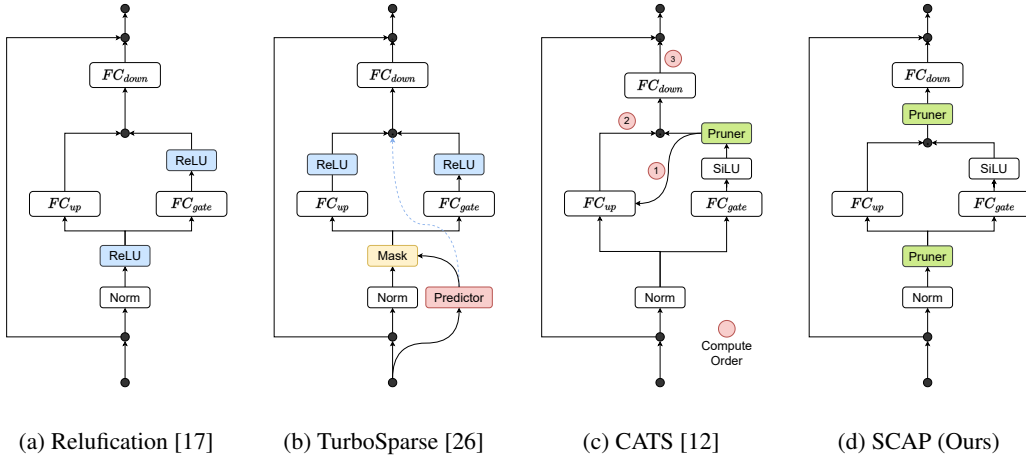 FC_down
ReLU
FC_up
FC_gate
ReLU
Norm
(a) Relufication [17]
FC_down
ReLU
ReLU
FC_up
FC_gate
Mask
Norm
Predictor
(b) TurboSparse [26]
3
FC_down
2
Pruner
1
SiLU
FC_up
FC_gate
Norm
Compute
Order
(c) CATS [12]
FC_down
Pruner
SiLU
FC_up
FC_gate
Pruner
Norm
(d) SCAP (Ours)